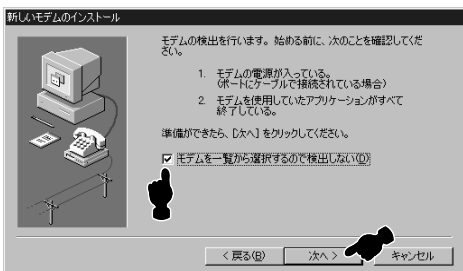 新しいモデムのインストール
モデムの検出を行います。始める前に、次のことを確認してくだ
さい。
1. モデムの電源が入っている。
(ポートにケーブルで接続されている場合)
2. モデムを使用していたアプリケーションがすべて
終了している。
準備ができたら、[次へ] をクリックしてください。
モデムを一覧から選択するので検出しない(D)
< 戻る(B)
次へ >
キャンセル